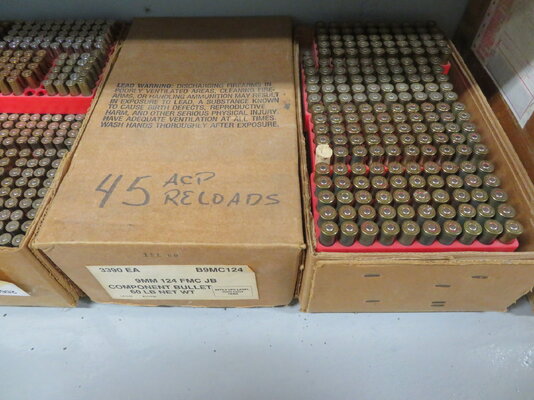 LEAD WARNING: DISCHARGING FIREARMS IN
POORLY VENTILATED AREAS, CLEANING FIRE-
ARMS, OR HANDLING AMMUNITION MAY RESULT
IN EXPOSURE TO LEAD, A SUBSTANCE KNOWN
TO CAUSE BIRTH DEFECTS, REPRODUCTIVE
HARM, AND OTHER SERIOUS PHYSICAL INJURY.
HAVE ADEQUATE VENTILATION AT ALL TIMES.
WASH HANDS THOROUGHLY AFTER EXPOSURE.
45 ACP
RELOADS
3390 EA B9MC124
9MM 124 FMC JB
COMPONENT BULLET
60 LB NET WT